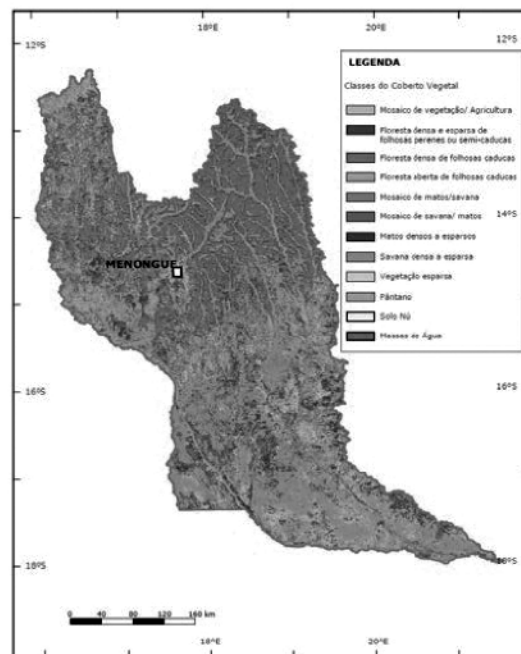 18ºE 20ºE
12ºS 12ºS
LEGENDA
Classes do Coberto Vegetal
Mosaico de vegetação/ Agricultura
Floresta densa e esparsa de
folhosas perenes ou semi-caducas
Floresta densa de folhosas caducas
Floresta aberta de folhosas caducas
Mosaico de matos/savana
Mosaico de savana/ matos
Matos densos a esparsos
Savana densa a esparsa
Vegetação esparsa
Pântano
Solo Nú
Massas de Água
14ºS
MENONGUE
16ºS 16ºS
18ºS 18ºS
0 40 80 120 160 km
18ºE 20ºE